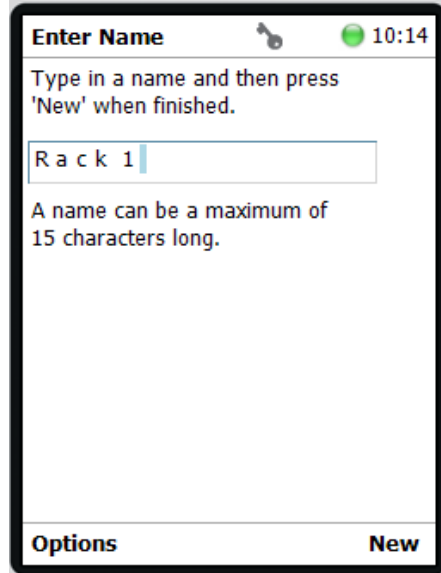 Enter Name 10:14
Type in a name and then press
'New' when finished.
Rack 1
A name can be a maximum of
15 characters long.
Options New